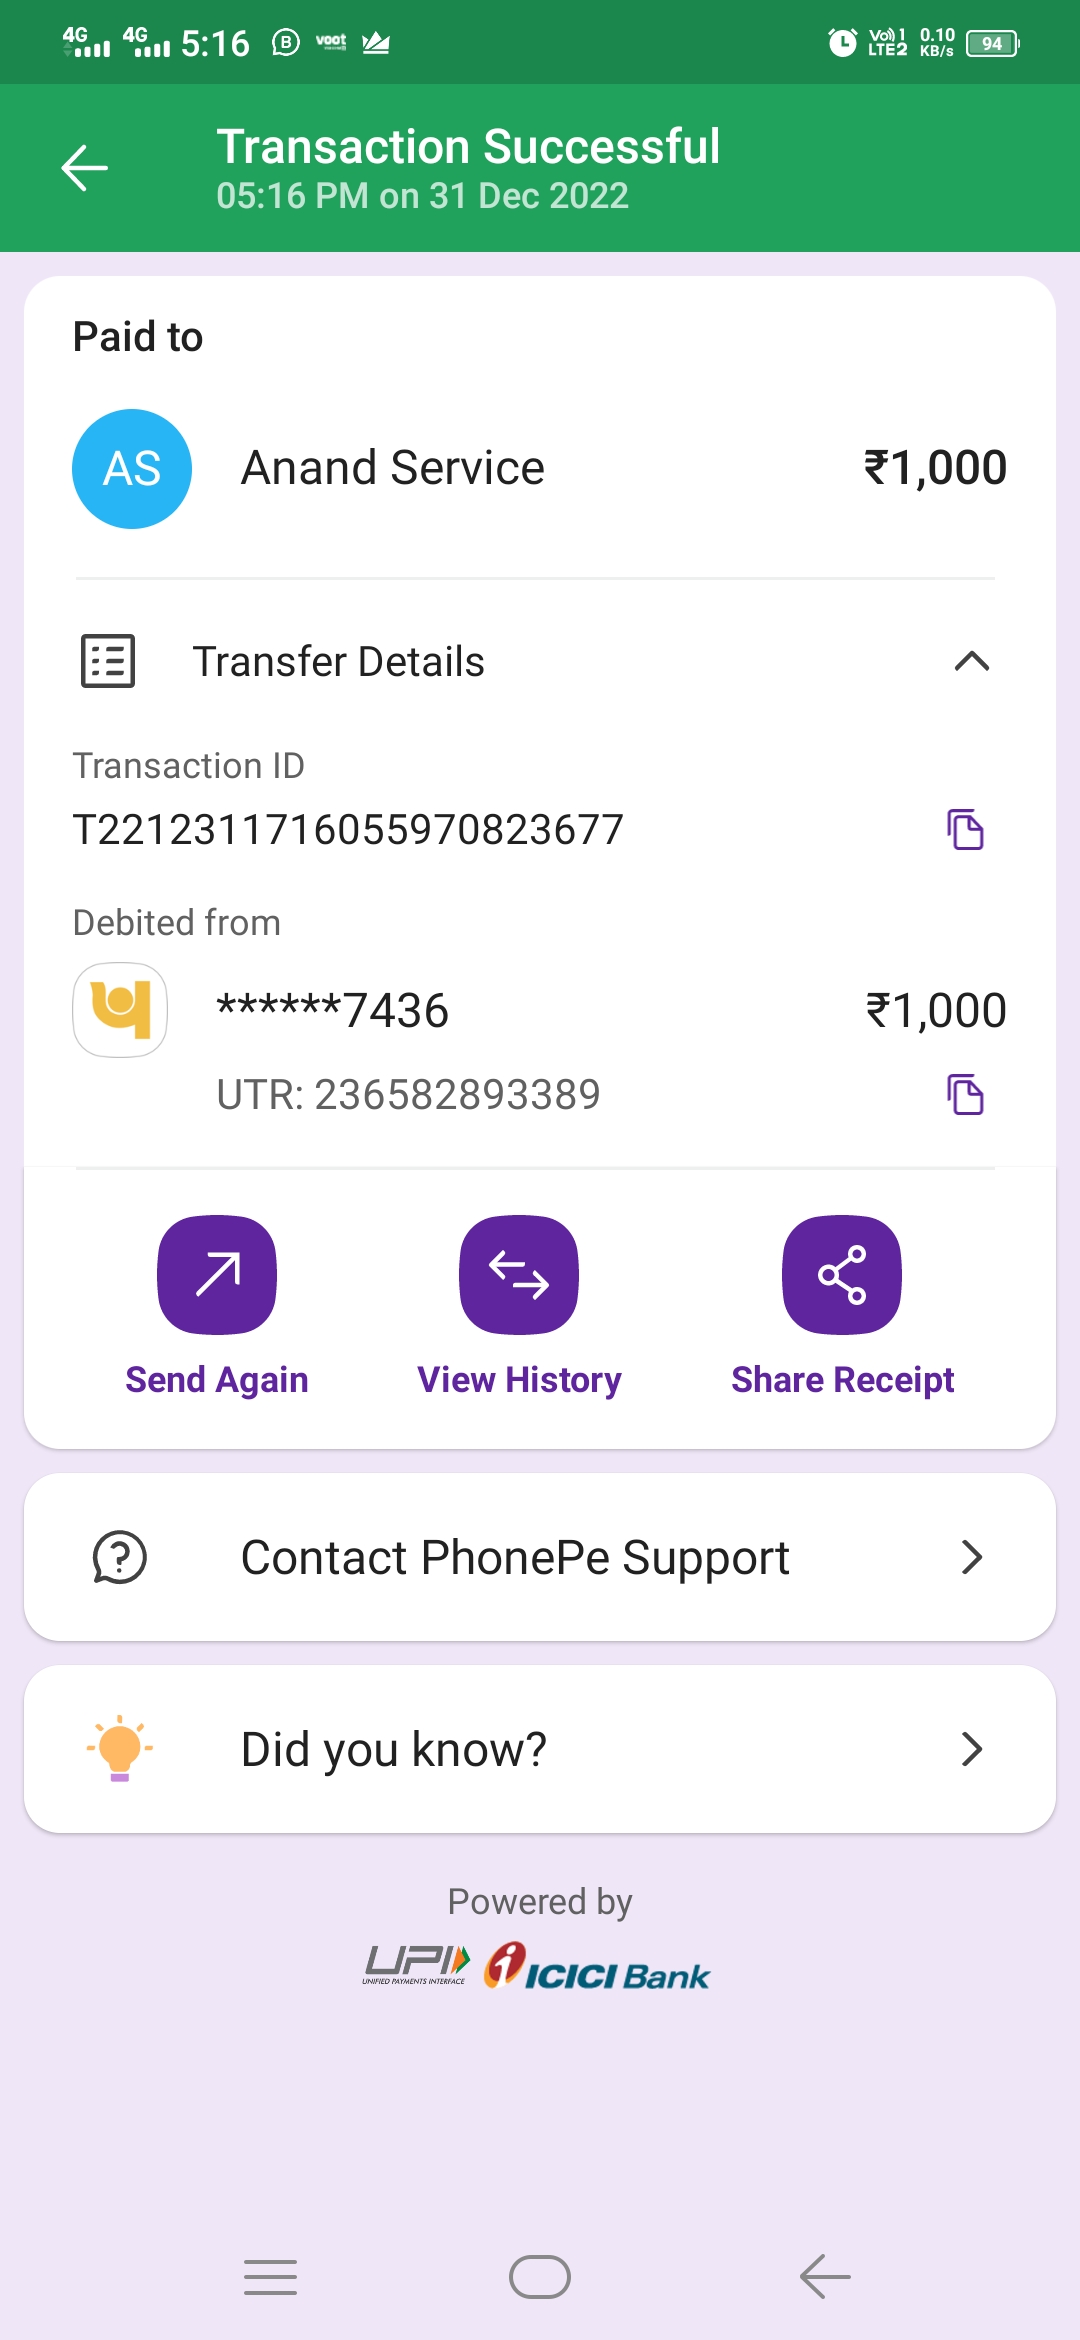 4G 4G 5:16 B voot Vo) 1 LTE2 0.10 KB/s 94
Transaction Successful
05:16 PM on 31 Dec 2022
Paid to
AS Anand Service ₹1,000
Transfer Details
Transaction ID
T2212311716055970823677
Debited from
******7436 ₹1,000
UTR: 236582893389
Send Again View History Share Receipt
Contact PhonePe Support
Did you know?
Powered by
UPI ICICI Bank
UNIFIED PAYMENTS INTERFACE